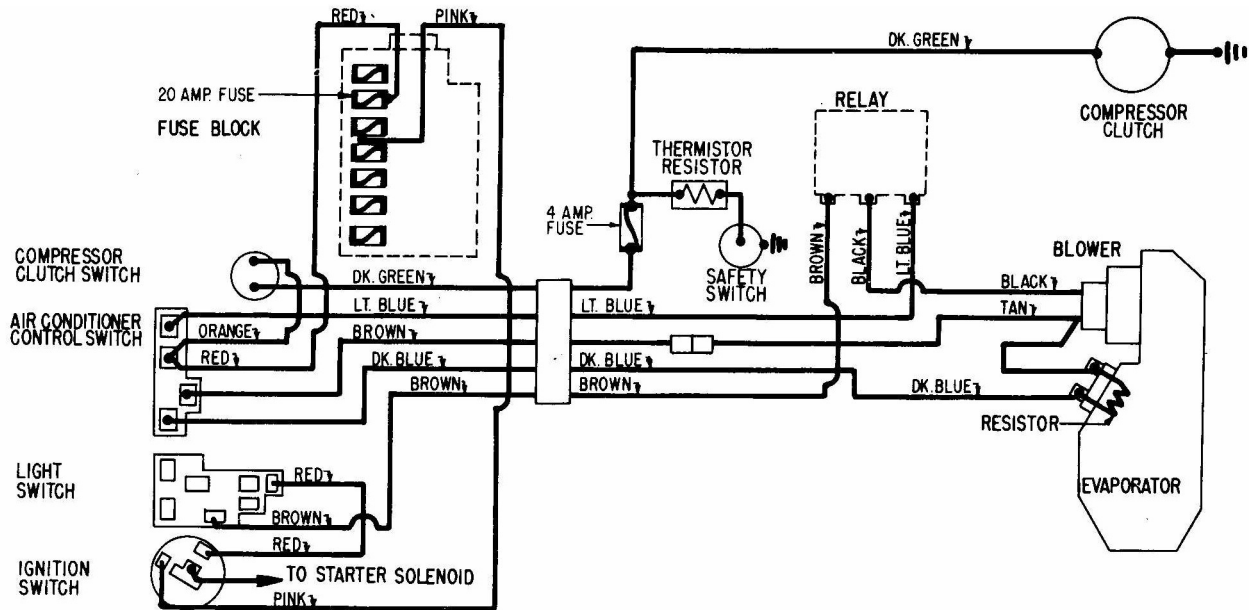 RED
PINK
DK. GREEN
20 AMP. FUSE
FUSE BLOCK
RELAY
COMPRESSOR
CLUTCH
THERMISTOR
RESISTOR
4 AMP.
FUSE
BROWN
BLACK
LT. BLUE
SAFETY
SWITCH
BLOWER
COMPRESSOR
CLUTCH SWITCH
DK. GREEN
BLACK
LT. BLUE
LT. BLUE
TAN
AIR CONDITIONER
CONTROL SWITCH
ORANGE
BROWN
RED
DK. BLUE
DK. BLUE
BROWN
BROWN
DK. BLUE
RESISTOR
LIGHT
SWITCH
RED
EVAPORATOR
BROWN
RED
IGNITION
SWITCH
TO STARTER SOLENOID
PINK